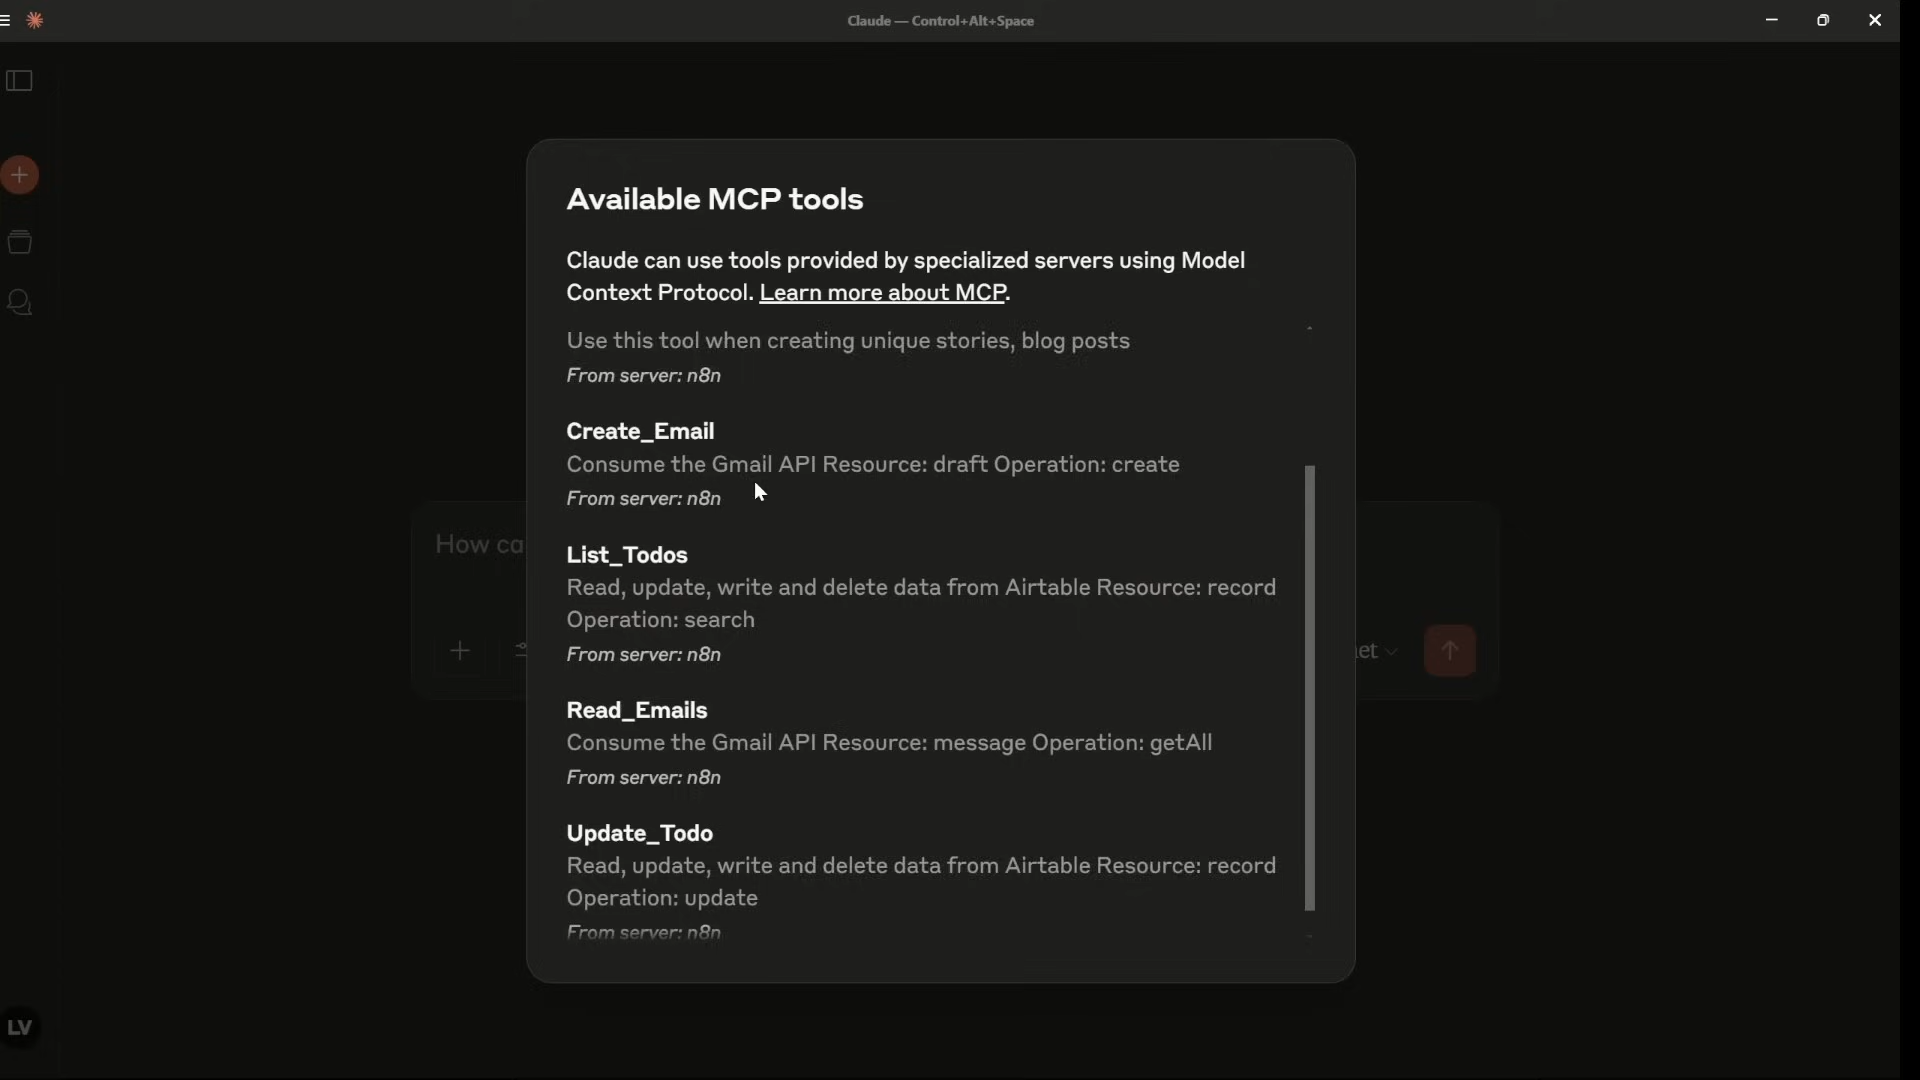 Claude — Control+Alt+Space
Available MCP tools
Claude can use tools provided by specialized servers using Model
Context Protocol. Learn more about MCP.
Use this tool when creating unique stories, blog posts
From server: n8n
Create_Email
Consume the Gmail API Resource: draft Operation: create
From server: n8n
List_Todos
Read, update, write and delete data from Airtable Resource: record
Operation: search
From server: n8n
Read_Emails
Consume the Gmail API Resource: message Operation: getAll
From server: n8n
Update_Todo
Read, update, write and delete data from Airtable Resource: record
Operation: update
From server: n8n
How ca
et
LV